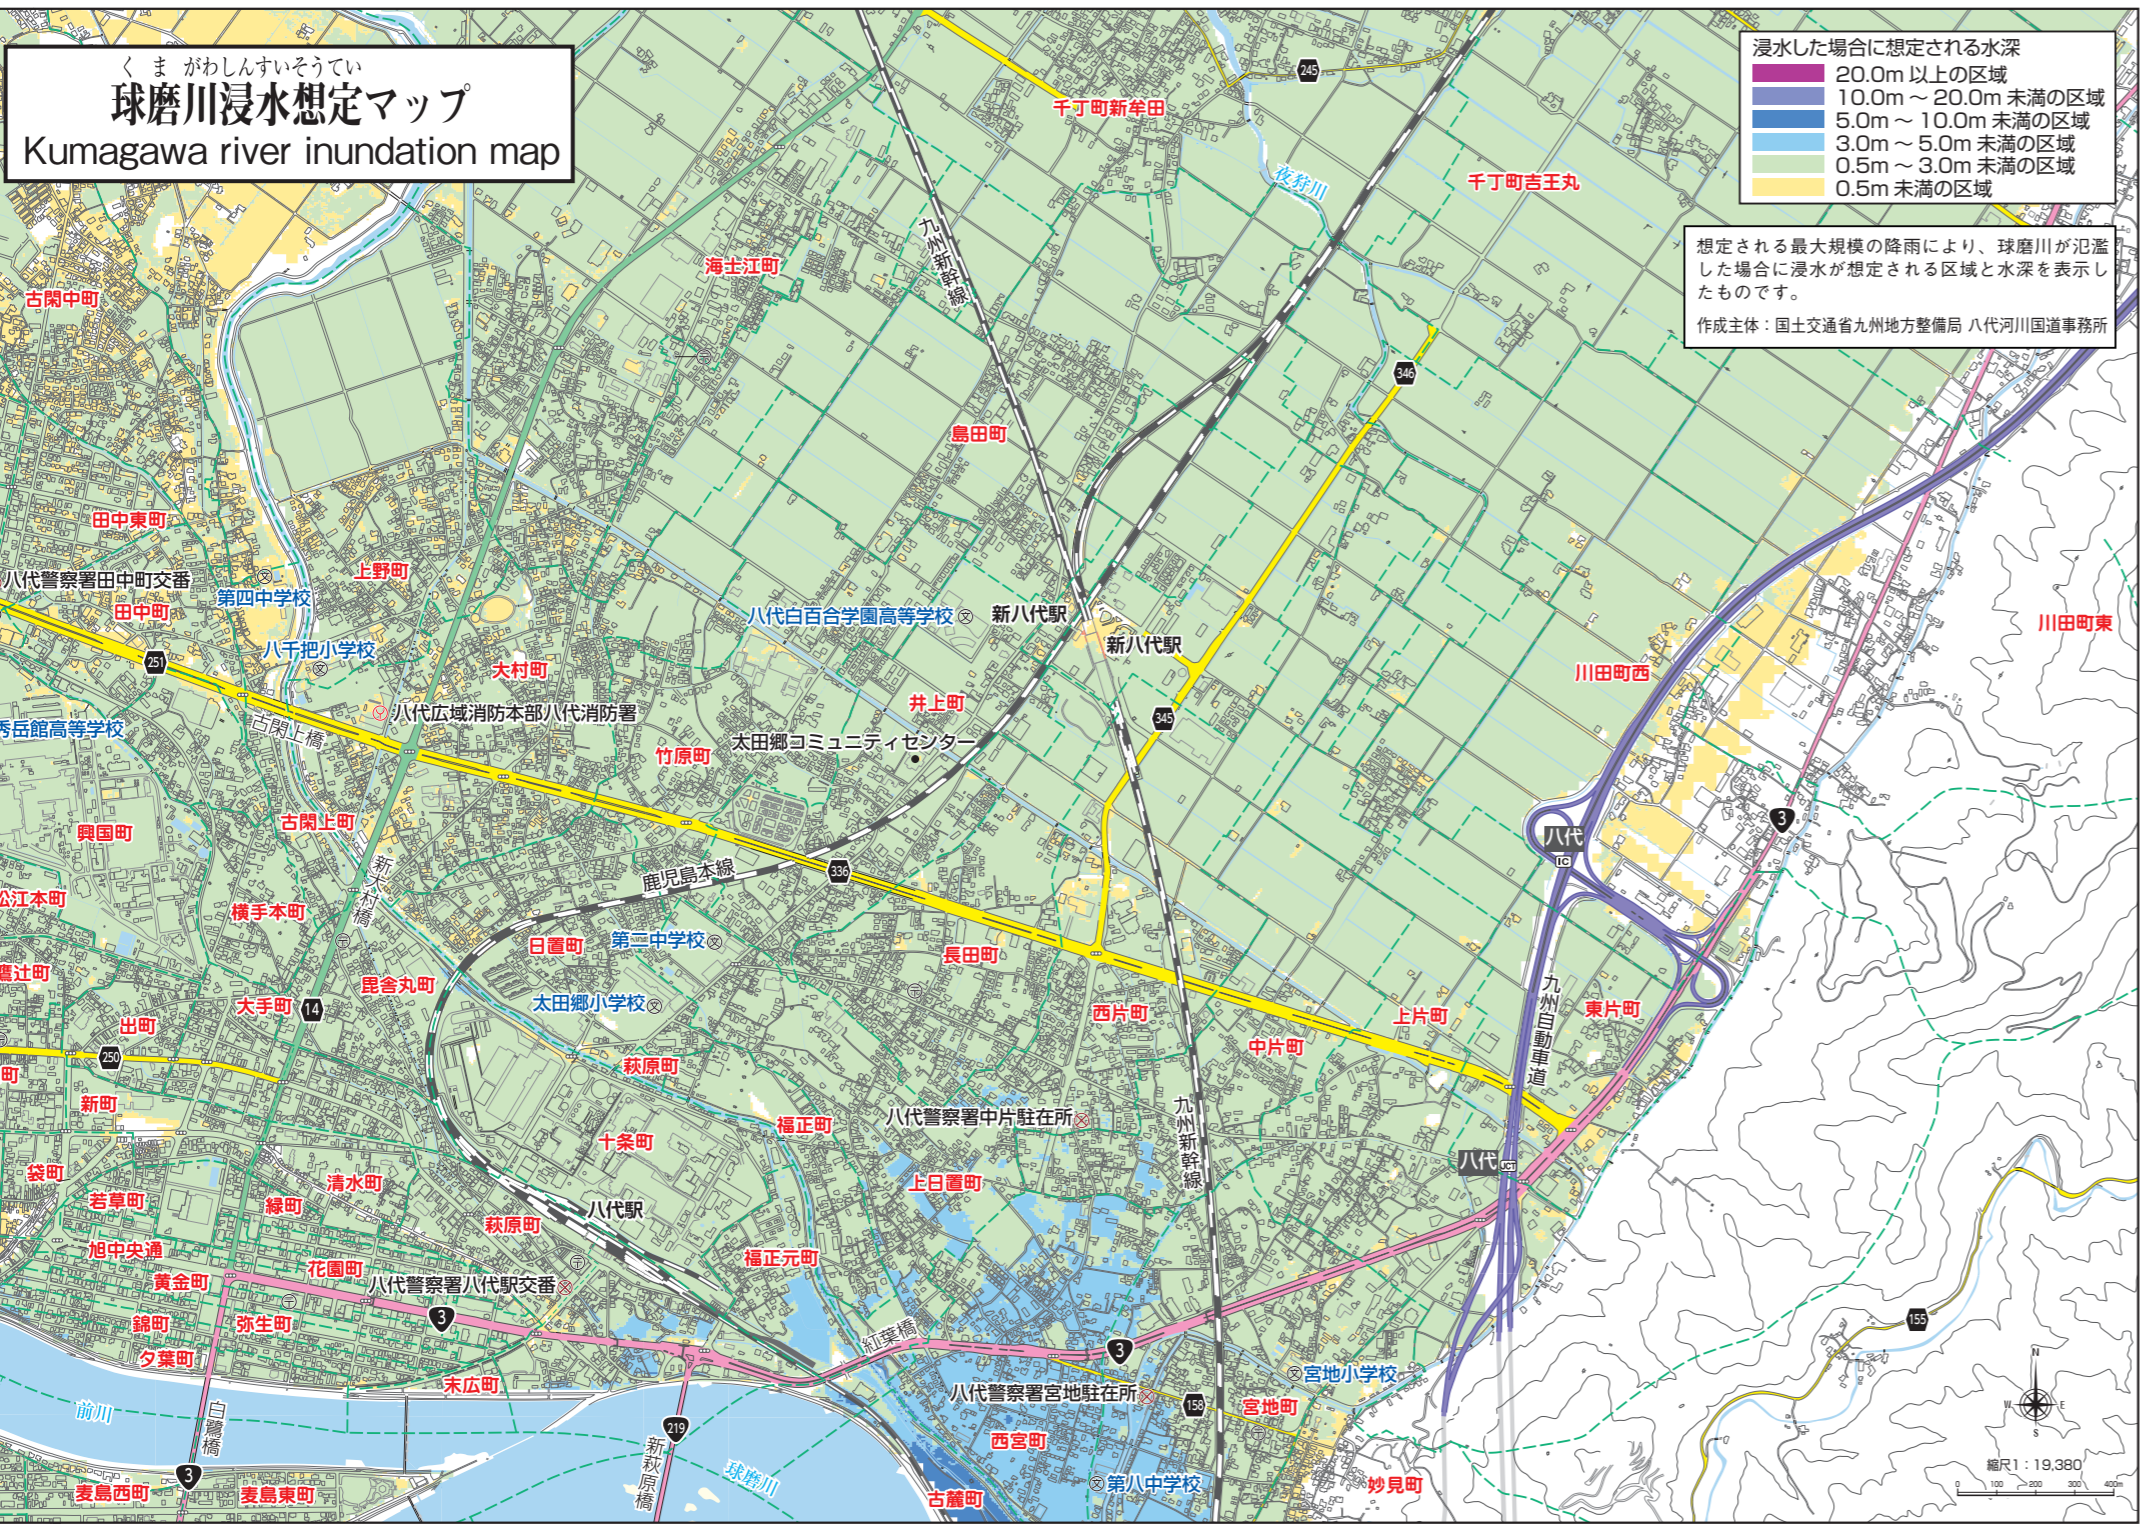 くまがわしんすいそうてい
球磨川浸水想定マップ
Kumagawa river inundation map
浸水した場合に想定される水深
20.0m 以上の区域
10.0m ～ 20.0m 未満の区域
5.0m ～ 10.0m 未満の区域
3.0m ～ 5.0m 未満の区域
0.5m ～ 3.0m 未満の区域
0.5m 未満の区域
想定される最大規模の降雨により、球磨川が氾濫
した場合に浸水が想定される区域と水深を表示し
たものです。
作成主体：国土交通省九州地方整備局 八代河川国道事務所
245
千丁町新牟田
夜狩川
千丁町吉王丸
九州新幹線
海士江町
古閑中町
346
島田町
田中東町
上野町
八代警察署田中町交番
田中町
第四中学校
八代白百合学園高等学校
新八代駅
新八代駅
川田町東
川田町西
251
八千把小学校
大村町
井上町
345
八代広域消防本部八代消防署
秀岳館高等学校
古閑上橋
竹原町
太田郷コミュニティセンター
興国町
古閑上町
3
八代
IC
新大村橋
鹿児島本線
336
松江本町
横手本町
日置町
第二中学校
長田町
鷹辻町
毘舎丸町
大手町
14
太田郷小学校
西片町
上片町
九州自動車道
東片町
出町
中片町
250
萩原町
町
新町
福正町
八代警察署中片駐在所
九州新幹線
十条町
八代
JCT
袋町
若草町
清水町
緑町
上日置町
萩原町
八代駅
旭中央通
花園町
福正元町
黄金町
八代警察署八代駅交番
錦町
弥生町
3
紅葉橋
3
155
夕葉町
末広町
宮地小学校
八代警察署宮地駐在所
158
宮地町
前川
白鷺橋
219
新萩原橋
西宮町
球磨川
3
麦島西町
麦島東町
古麓町
第八中学校
妙見町
N
W
E
S
縮尺1：19,380
0 100 200 300 400m